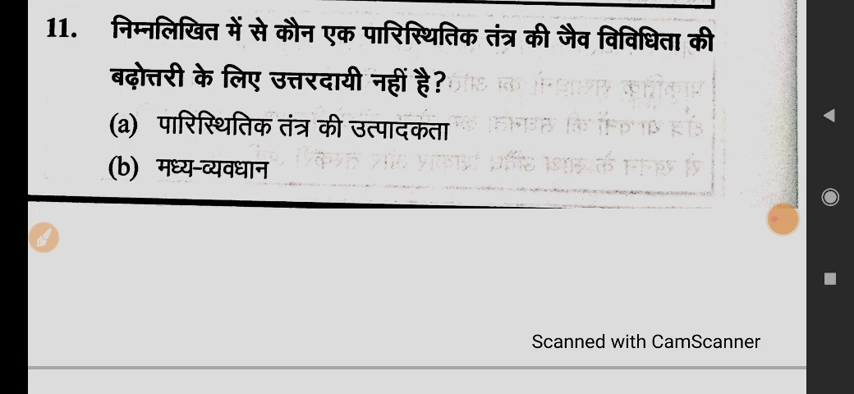 11. निम्नलिखित में से कौन एक पारिस्थितिक तंत्र की जैव विविधिता की
बढ़ोत्तरी के लिए उत्तरदायी नहीं है?
(a) पारिस्थितिक तंत्र की उत्पादकता
(b) मध्य-व्यवधान
Scanned with CamScanner